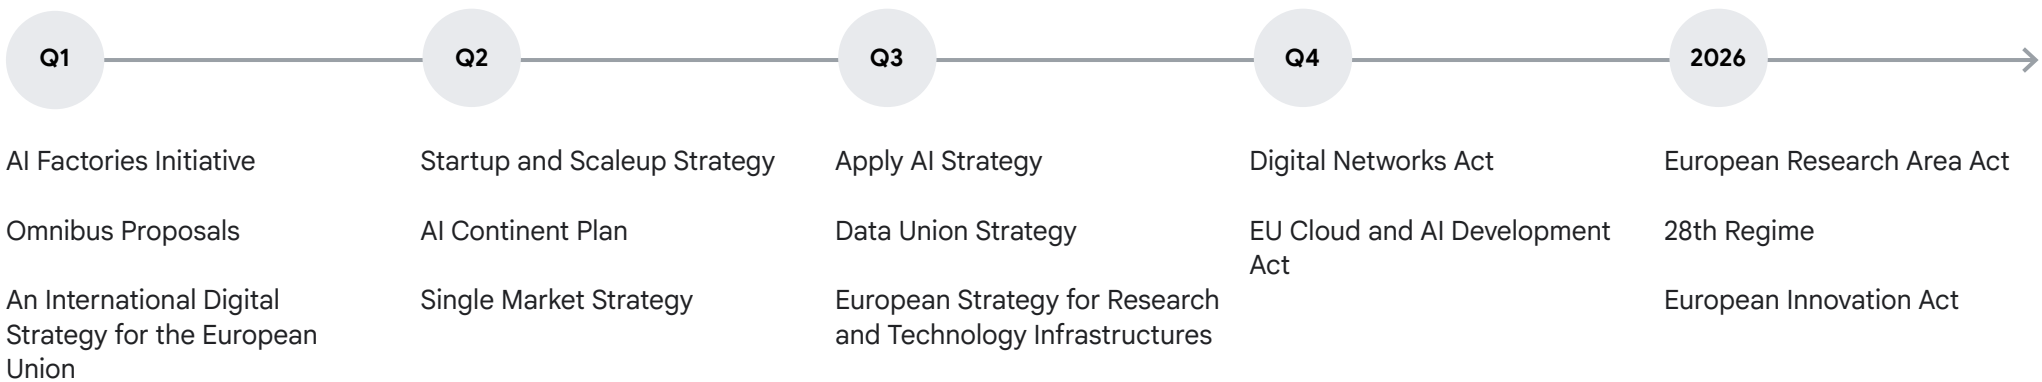 Q1
Q2
Q3
Q4
2026
AI Factories Initiative
Omnibus Proposals
An International Digital
Strategy for the European
Union
Startup and Scaleup Strategy
AI Continent Plan
Single Market Strategy
Apply AI Strategy
Data Union Strategy
European Strategy for Research
and Technology Infrastructures
Digital Networks Act
EU Cloud and AI Development
Act
European Research Area Act
28th Regime
European Innovation Act